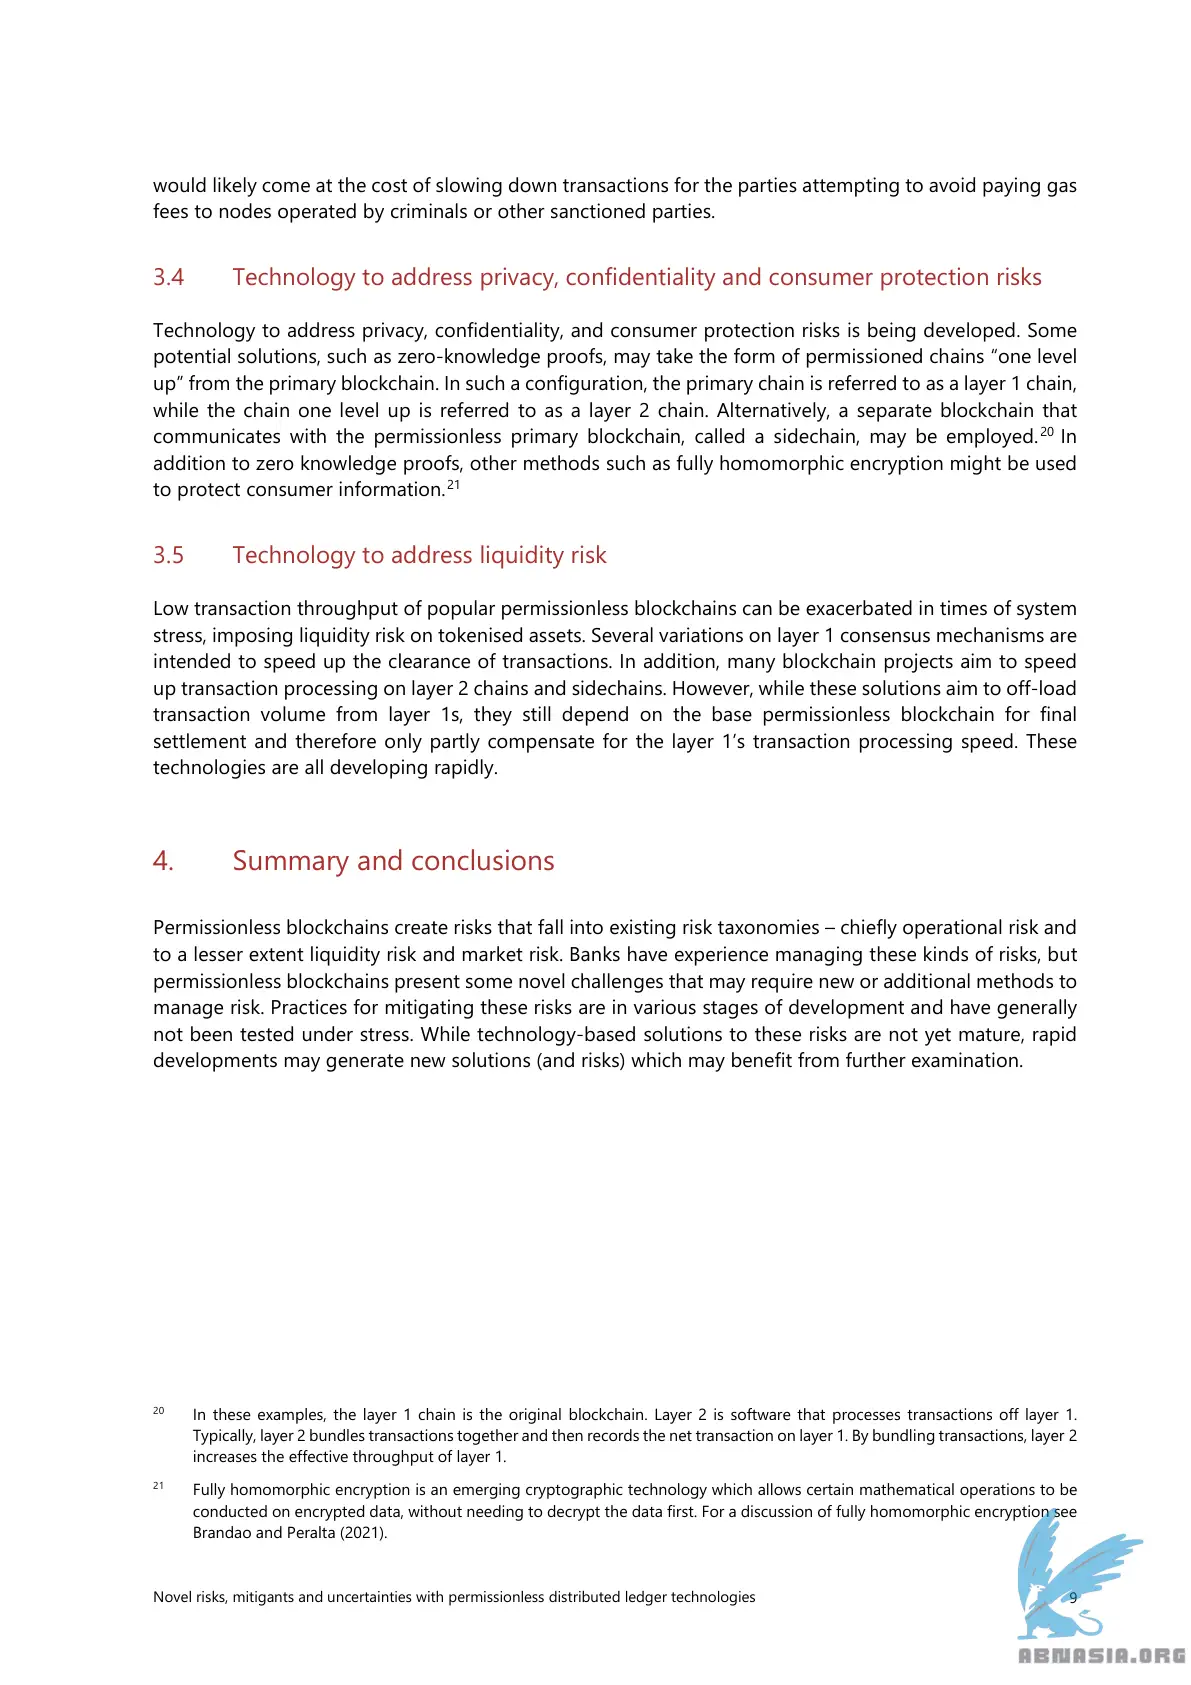 would likely come at the cost of slowing down transactions for the parties attempting to avoid paying gas
fees to nodes operated by criminals or other sanctioned parties.
3.4 Technology to address privacy, confidentiality and consumer protection risks
Technology to address privacy, confidentiality, and consumer protection risks is being developed. Some
potential solutions, such as zero-knowledge proofs, may take the form of permissioned chains “one level
up” from the primary blockchain. In such a configuration, the primary chain is referred to as a layer 1 chain,
while the chain one level up is referred to as a layer 2 chain. Alternatively, a separate blockchain that
communicates with the permissionless primary blockchain, called a sidechain, may be employed.20 In
addition to zero knowledge proofs, other methods such as fully homomorphic encryption might be used
to protect consumer information.21
3.5 Technology to address liquidity risk
Low transaction throughput of popular permissionless blockchains can be exacerbated in times of system
stress, imposing liquidity risk on tokenised assets. Several variations on layer 1 consensus mechanisms are
intended to speed up the clearance of transactions. In addition, many blockchain projects aim to speed
up transaction processing on layer 2 chains and sidechains. However, while these solutions aim to off-load
transaction volume from layer 1s, they still depend on the base permissionless blockchain for final
settlement and therefore only partly compensate for the layer 1’s transaction processing speed. These
technologies are all developing rapidly.
4. Summary and conclusions
Permissionless blockchains create risks that fall into existing risk taxonomies – chiefly operational risk and
to a lesser extent liquidity risk and market risk. Banks have experience managing these kinds of risks, but
permissionless blockchains present some novel challenges that may require new or additional methods to
manage risk. Practices for mitigating these risks are in various stages of development and have generally
not been tested under stress. While technology-based solutions to these risks are not yet mature, rapid
developments may generate new solutions (and risks) which may benefit from further examination.
20 In these examples, the layer 1 chain is the original blockchain. Layer 2 is software that processes transactions off layer 1.
Typically, layer 2 bundles transactions together and then records the net transaction on layer 1. By bundling transactions, layer 2
increases the effective throughput of layer 1.
21 Fully homomorphic encryption is an emerging cryptographic technology which allows certain mathematical operations to be
conducted on encrypted data, without needing to decrypt the data first. For a discussion of fully homomorphic encryption see
Brandao and Peralta (2021).
Novel risks, mitigants and uncertainties with permissionless distributed ledger technologies 9
ABNASIA.ORG